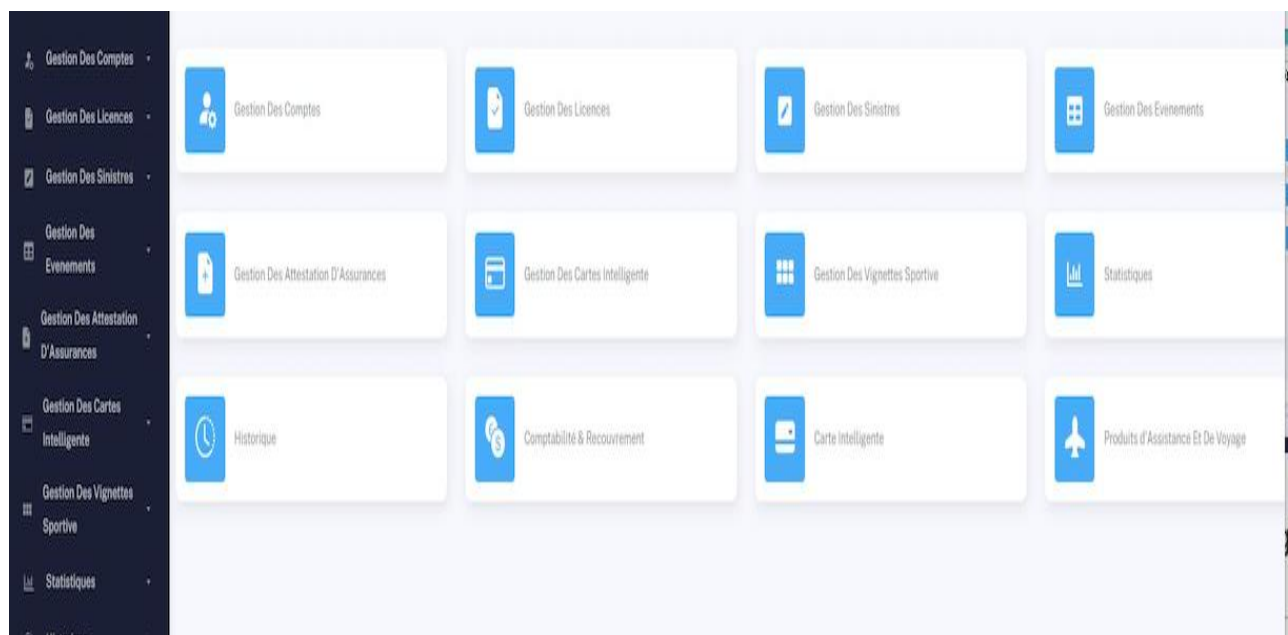 Gestion Des Comptes
Gestion Des Licences
Gestion Des Sinistres
Gestion Des
Evenements
Gestion Des Attestation
D'Assurances
Gestion Des Cartes
Intelligente
Gestion Des Vignettes
Sportive
Statistiques
Gestion Des Comptes
Gestion Des Licences
Gestion Des Sinistres
Gestion Des Evenements
Gestion Des Attestation D'Assurances
Gestion Des Cartes Intelligente
Gestion Des Vignettes Sportive
Statistiques
Historique
Comptabilité & Recouvrement
Carte Intelligente
Produits d'Assistance Et De Voyage